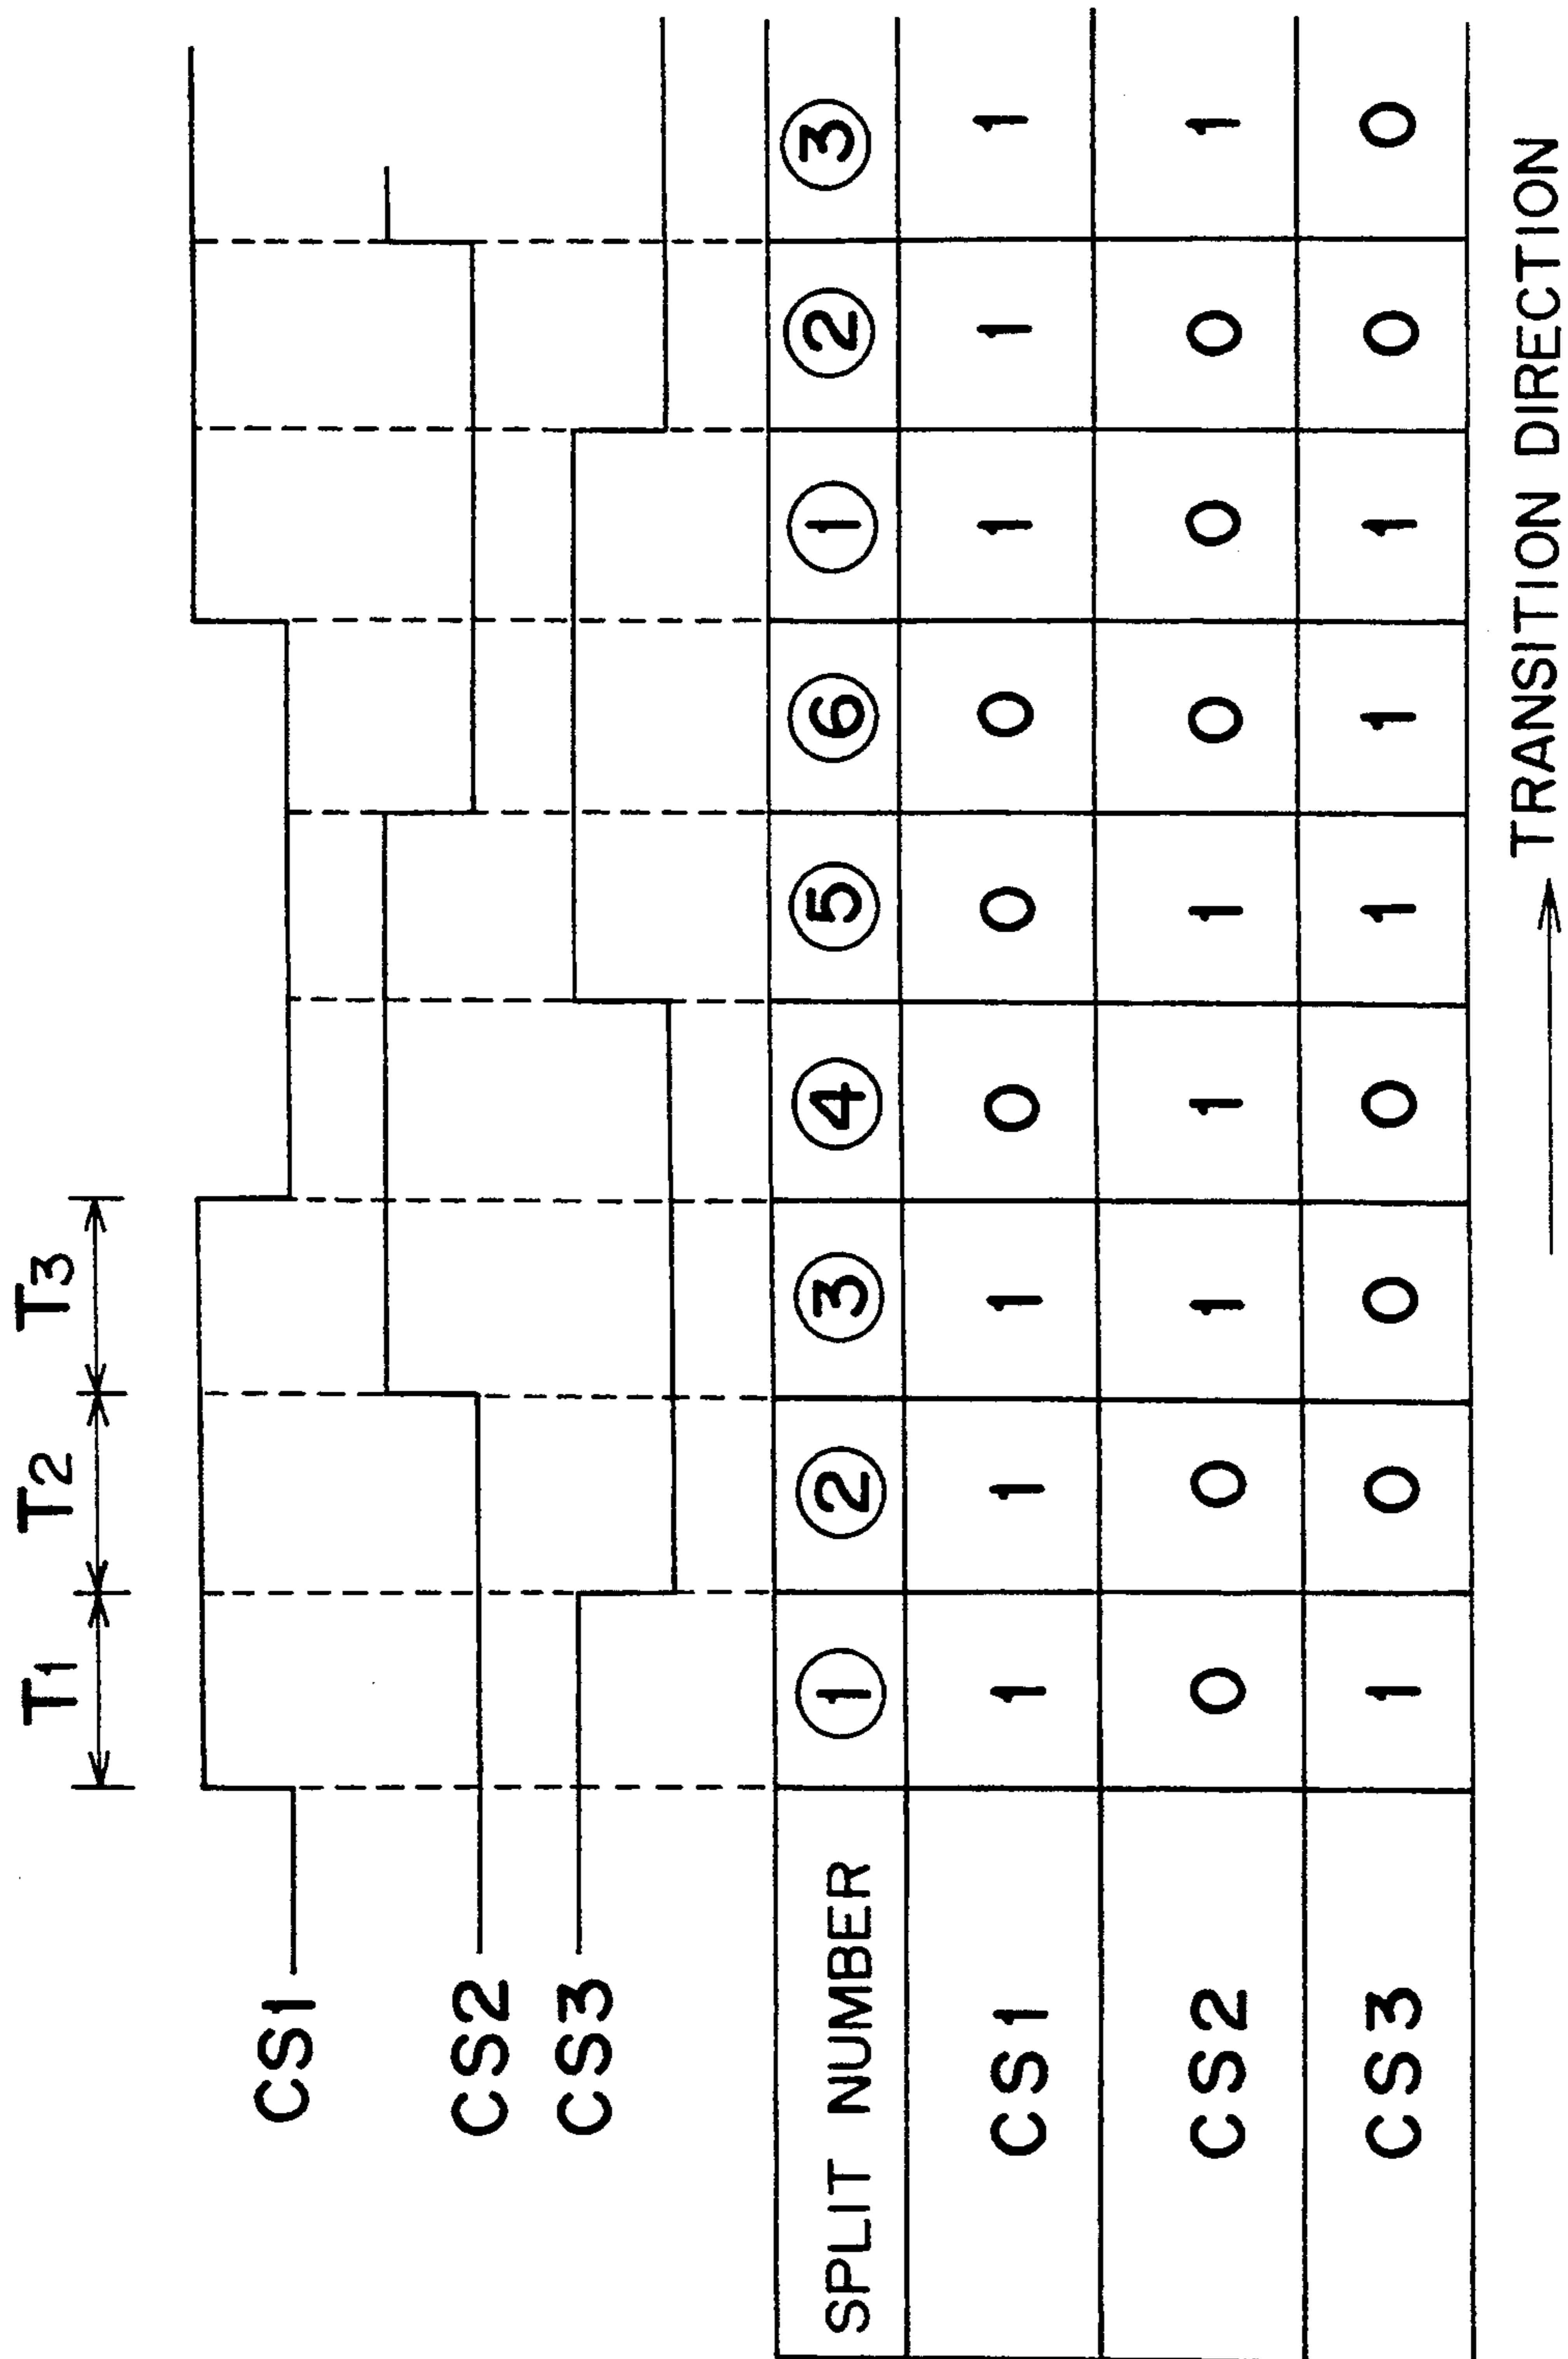 T1 T2 T3
CS1
CS2
CS3
SPLIT NUMBER ① ② ③ ④ ⑤ ⑥ ① ② ③
CS1 1 1 1 0 0 0 1 1 1
CS2 0 0 1 1 1 0 0 0 1
CS3 1 0 0 0 1 1 1 0 0
TRANSITION DIRECTION